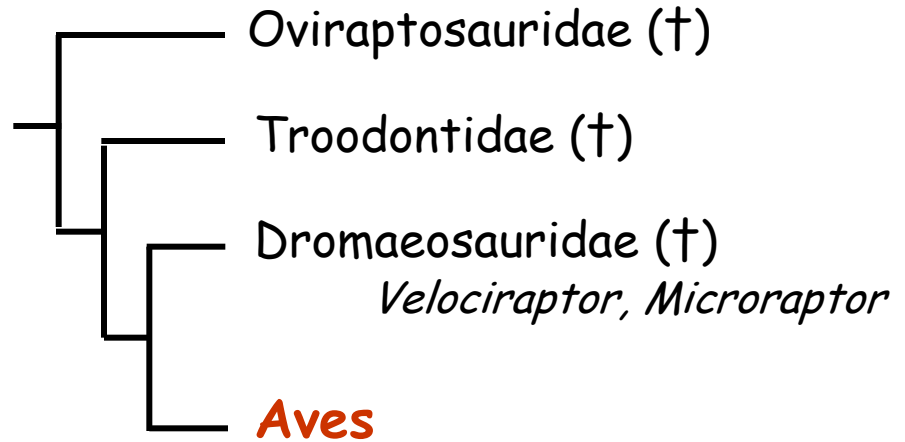 Oviraptosauridae (†)
Troodontidae (†)
Dromaeosauridae (†)
Velociraptor, Microraptor
Aves